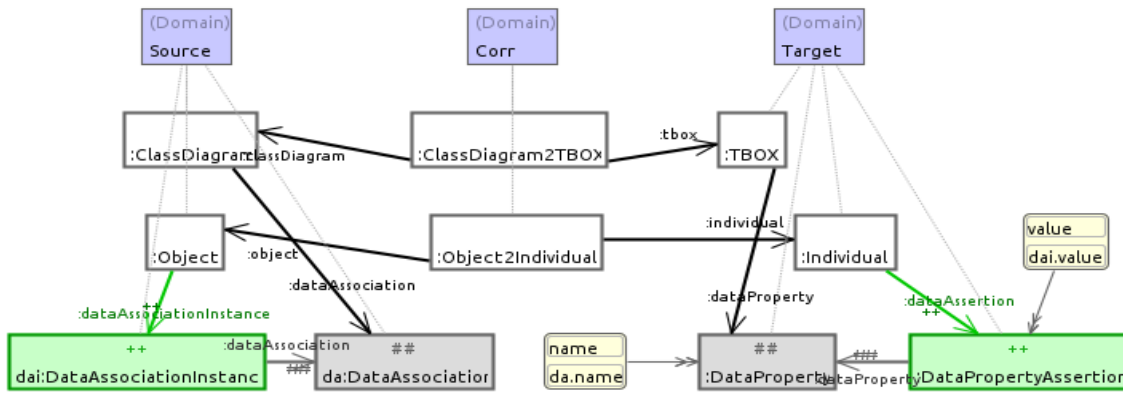 (Domain)
Source
(Domain)
Corr
(Domain)
Target
:ClassDiagram
:classDiagram
:ClassDiagram2TBOX
:tbox
:TBOX
:Object
:object
:Object2Individual
:individual
:Individual
value
dai.value
:dataAssociation
:dataProperty
:dataAssertion
++
++
:dataAssociationInstance
++
dai:DataAssociationInstanc
:dataAssociation
###
##
da:DataAssociation
name
da.name
##
:DataProperty
###
:dataProperty
++
:DataPropertyAssertion